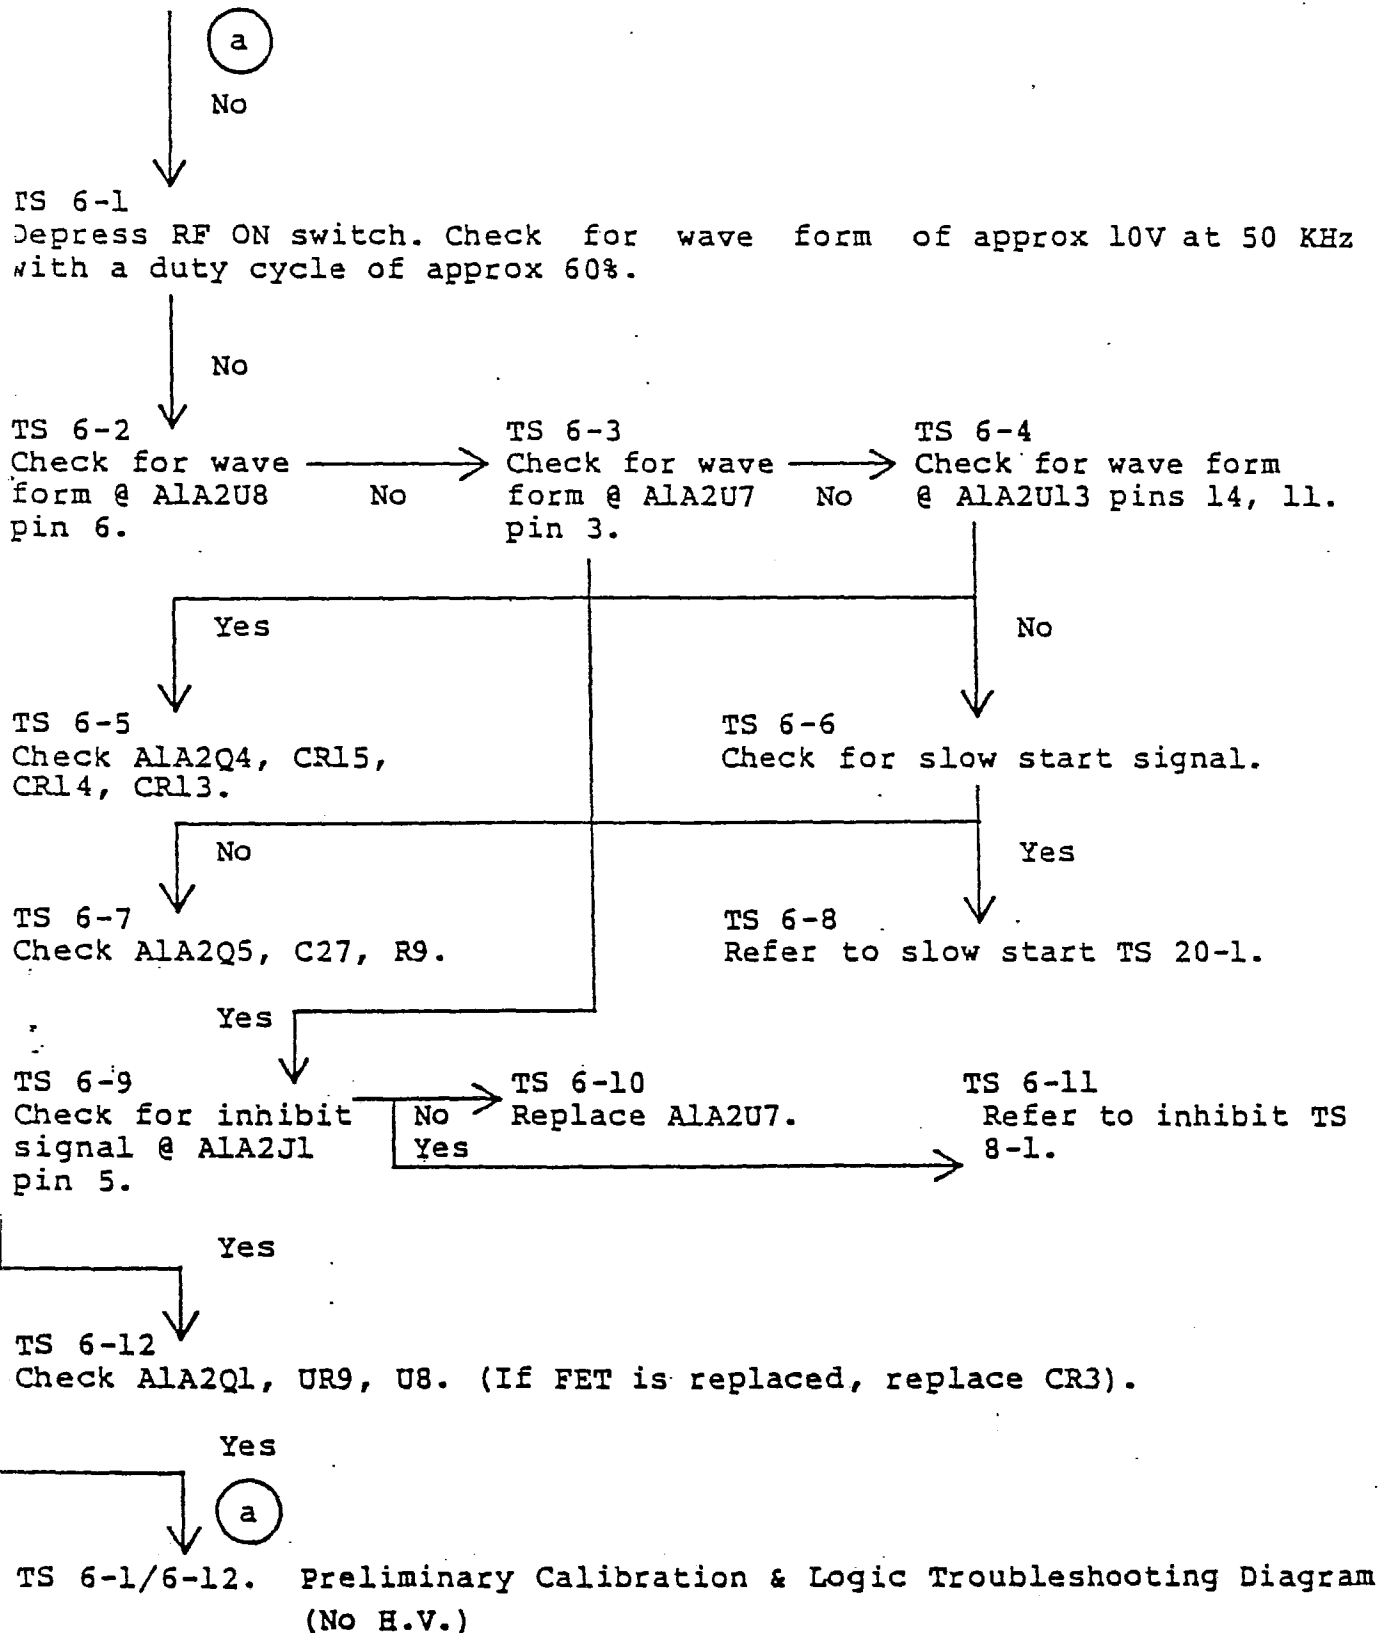 a
No
TS 6-1
Depress RF ON switch. Check for wave form of approx 10V at 50 KHz
with a duty cycle of approx 60%.
No
TS 6-2
Check for wave
form @ A1A2U8
pin 6.
No
TS 6-3
Check for wave
form @ A1A2U7
pin 3.
No
TS 6-4
Check for wave form
@ A1A2U13 pins 14, 11.
Yes
No
TS 6-5
Check A1A2Q4, CR15,
CR14, CR13.
TS 6-6
Check for slow start signal.
No
Yes
TS 6-7
Check A1A2Q5, C27, R9.
TS 6-8
Refer to slow start TS 20-1.
Yes
TS 6-9
Check for inhibit
signal @ A1A2J1
pin 5.
No
Yes
TS 6-10
Replace A1A2U7.
TS 6-11
Refer to inhibit TS
8-1.
Yes
TS 6-12
Check A1A2Q1, UR9, U8. (If FET is replaced, replace CR3).
Yes
a
TS 6-1/6-12. Preliminary Calibration & Logic Troubleshooting Diagram
(No H.V.)